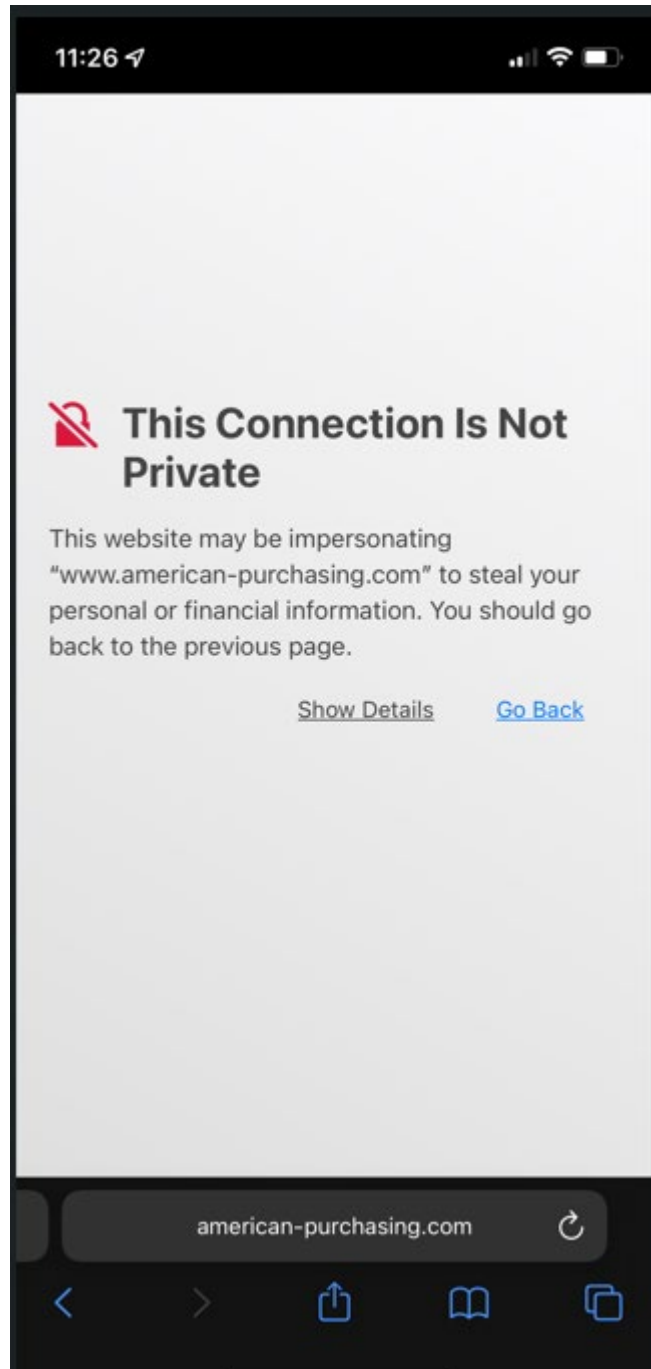 11:26
This Connection Is Not
Private
This website may be impersonating
“www.american-purchasing.com” to steal your
personal or financial information. You should go
back to the previous page.
Show Details Go Back
american-purchasing.com